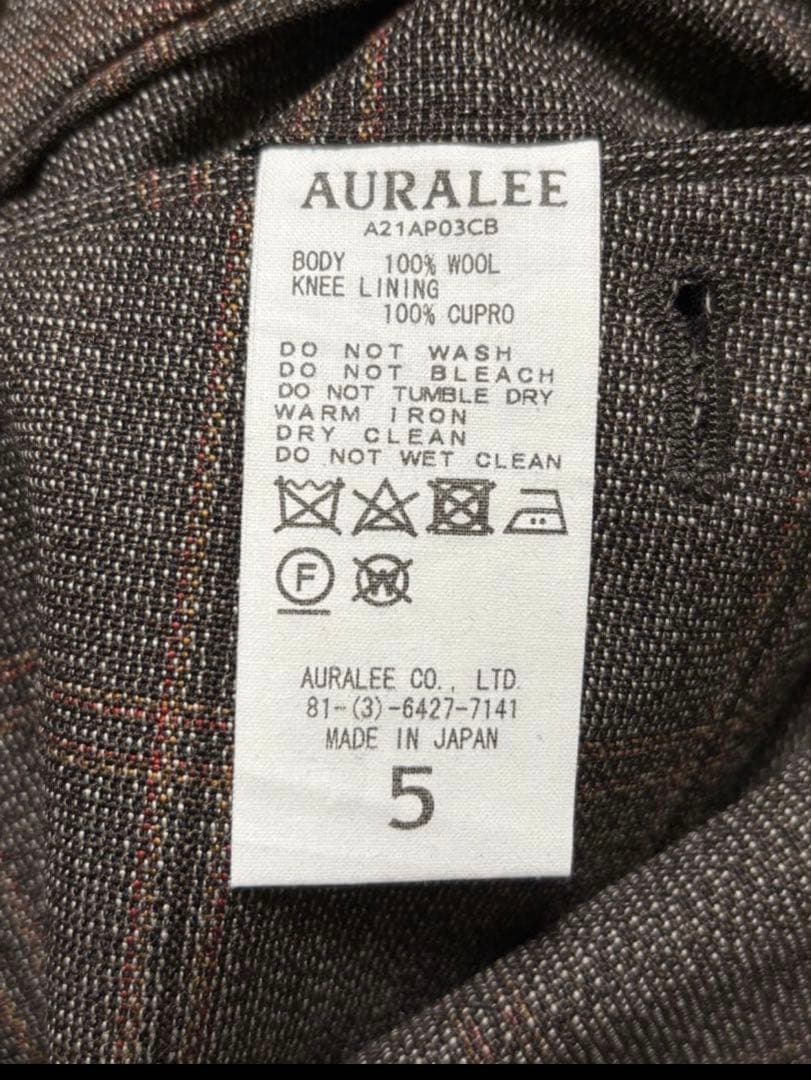 AURALEE
A21AP03CB
BODY 100% WOOL
KNEE LINING
100% CUPRO
DO NOT WASH
DO NOT BLEACH
DO NOT TUMBLE DRY
WARM IRON
DRY CLEAN
DO NOT WET CLEAN
F W
AURALEE CO., LTD.
81-(3)-6427-7141
MADE IN JAPAN
5